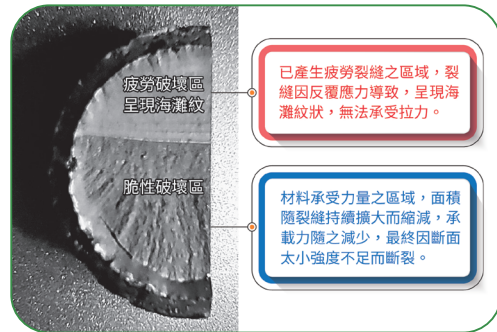 疲勞破壞區
呈現海灘紋
已產生疲勞裂縫之區域，裂
縫因反覆應力導致，呈現海
灘紋狀，無法承受拉力。
脆性破壞區
材料承受力量之區域，面積
隨裂縫持續擴大而縮減，承
載力隨之減少，最終因斷面
太小強度不足而斷裂。